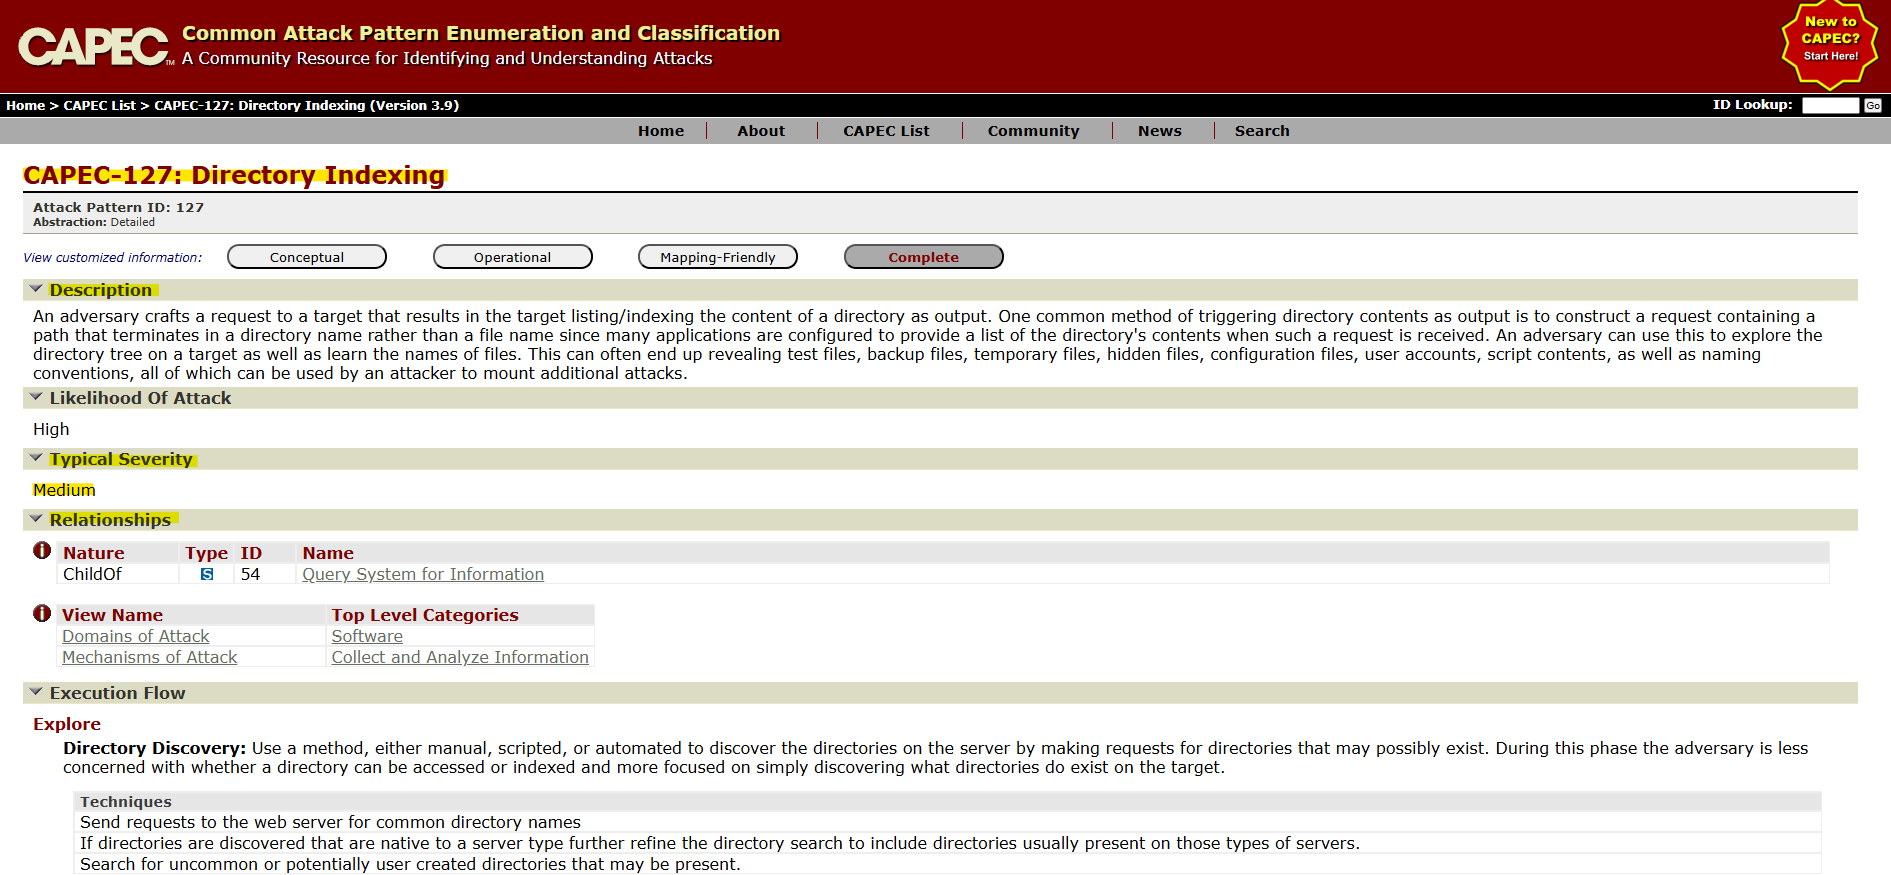 CAPEC™
Common Attack Pattern Enumeration and Classification
A Community Resource for Identifying and Understanding Attacks
New to
CAPEC?
Start Here!
Home > CAPEC List > CAPEC-127: Directory Indexing (Version 3.9)
ID Lookup: Go
Home About CAPEC List Community News Search
CAPEC-127: Directory Indexing
Attack Pattern ID: 127
Abstraction: Detailed
View customized information: Conceptual Operational Mapping-Friendly Complete
Description
An adversary crafts a request to a target that results in the target listing/indexing the content of a directory as output. One common method of triggering directory contents as output is to construct a request containing a
path that terminates in a directory name rather than a file name since many applications are configured to provide a list of the directory's contents when such a request is received. An adversary can use this to explore the
directory tree on a target as well as learn the names of files. This can often end up revealing test files, backup files, temporary files, hidden files, configuration files, user accounts, script contents, as well as naming
conventions, all of which can be used by an attacker to mount additional attacks.
Likelihood Of Attack
High
Typical Severity
Medium
Relationships
Nature Type ID Name
ChildOf S 54 Query System for Information
View Name Top Level Categories
Domains of Attack Software
Mechanisms of Attack Collect and Analyze Information
Execution Flow
Explore
Directory Discovery: Use a method, either manual, scripted, or automated to discover the directories on the server by making requests for directories that may possibly exist. During this phase the adversary is less
concerned with whether a directory can be accessed or indexed and more focused on simply discovering what directories do exist on the target.
Techniques
Send requests to the web server for common directory names
If directories are discovered that are native to a server type further refine the directory search to include directories usually present on those types of servers.
Search for uncommon or potentially user created directories that may be present.